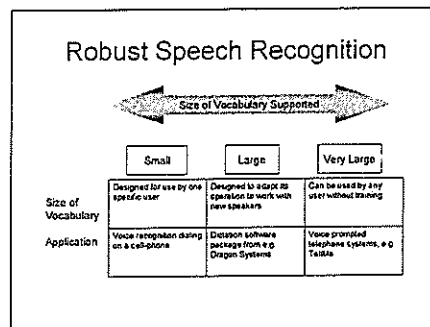 Robust Speech Recognition
Size of Vocabulary Supported
Small
Large
Very Large
Size of
Vocabulary
Designed for use by one
specific user
Designed to adapt its
operation to work with
new speakers
Can be used by any
user without training
Application
Voice recognition dialing
on a cell-phone
Dictation software
package from e.g.
Dragon Systems
Voice prompted
telephone systems, e.g.